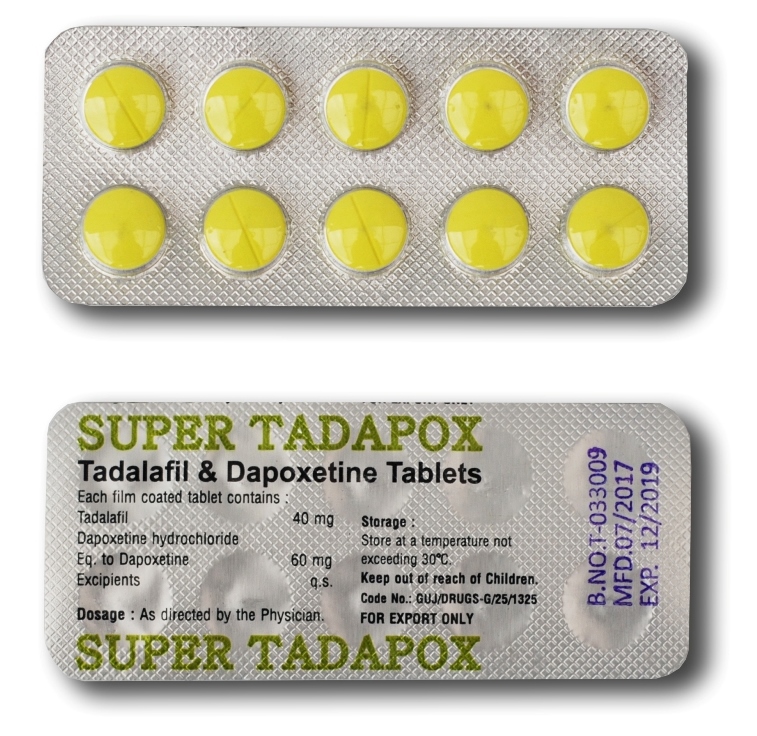 SUPER TADAPOX
Tadalafil & Dapoxetine Tablets
Each film coated tablet contains :
Tadalafil 40 mg
Dapoxetine hydrochloride
Eq. to Dapoxetine 60 mg
Excipients q.s.
Dosage : As directed by the Physician.
Storage :
Store at a temperature not
exceeding 30°C.
Keep out of reach of Children.
Code No.: GUJ/DRUGS-G/25/1325
FOR EXPORT ONLY
SUPER TADAPOX
B.NO.T-033009
MFD.07/2017
EXP. 12/2019